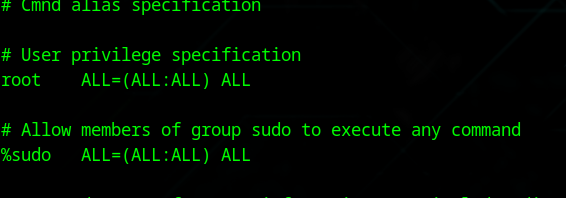 # Cmnd alias specification
# User privilege specification
root    ALL=(ALL:ALL) ALL
# Allow members of group sudo to execute any command
%sudo   ALL=(ALL:ALL) ALL